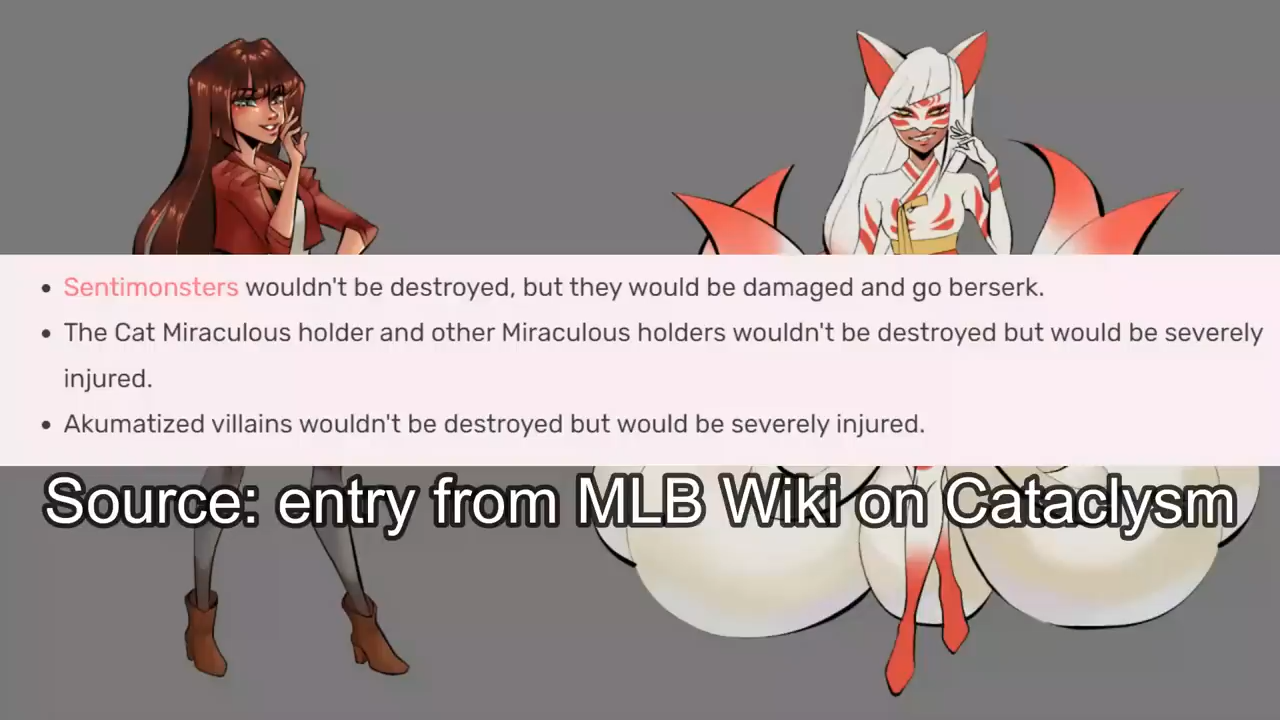 • Sentimonsters wouldn't be destroyed, but they would be damaged and go berserk.
• The Cat Miraculous holder and other Miraculous holders wouldn't be destroyed but would be severely
injured.
• Akumatized villains wouldn't be destroyed but would be severely injured.
Source: entry from MLB Wiki on Cataclysm